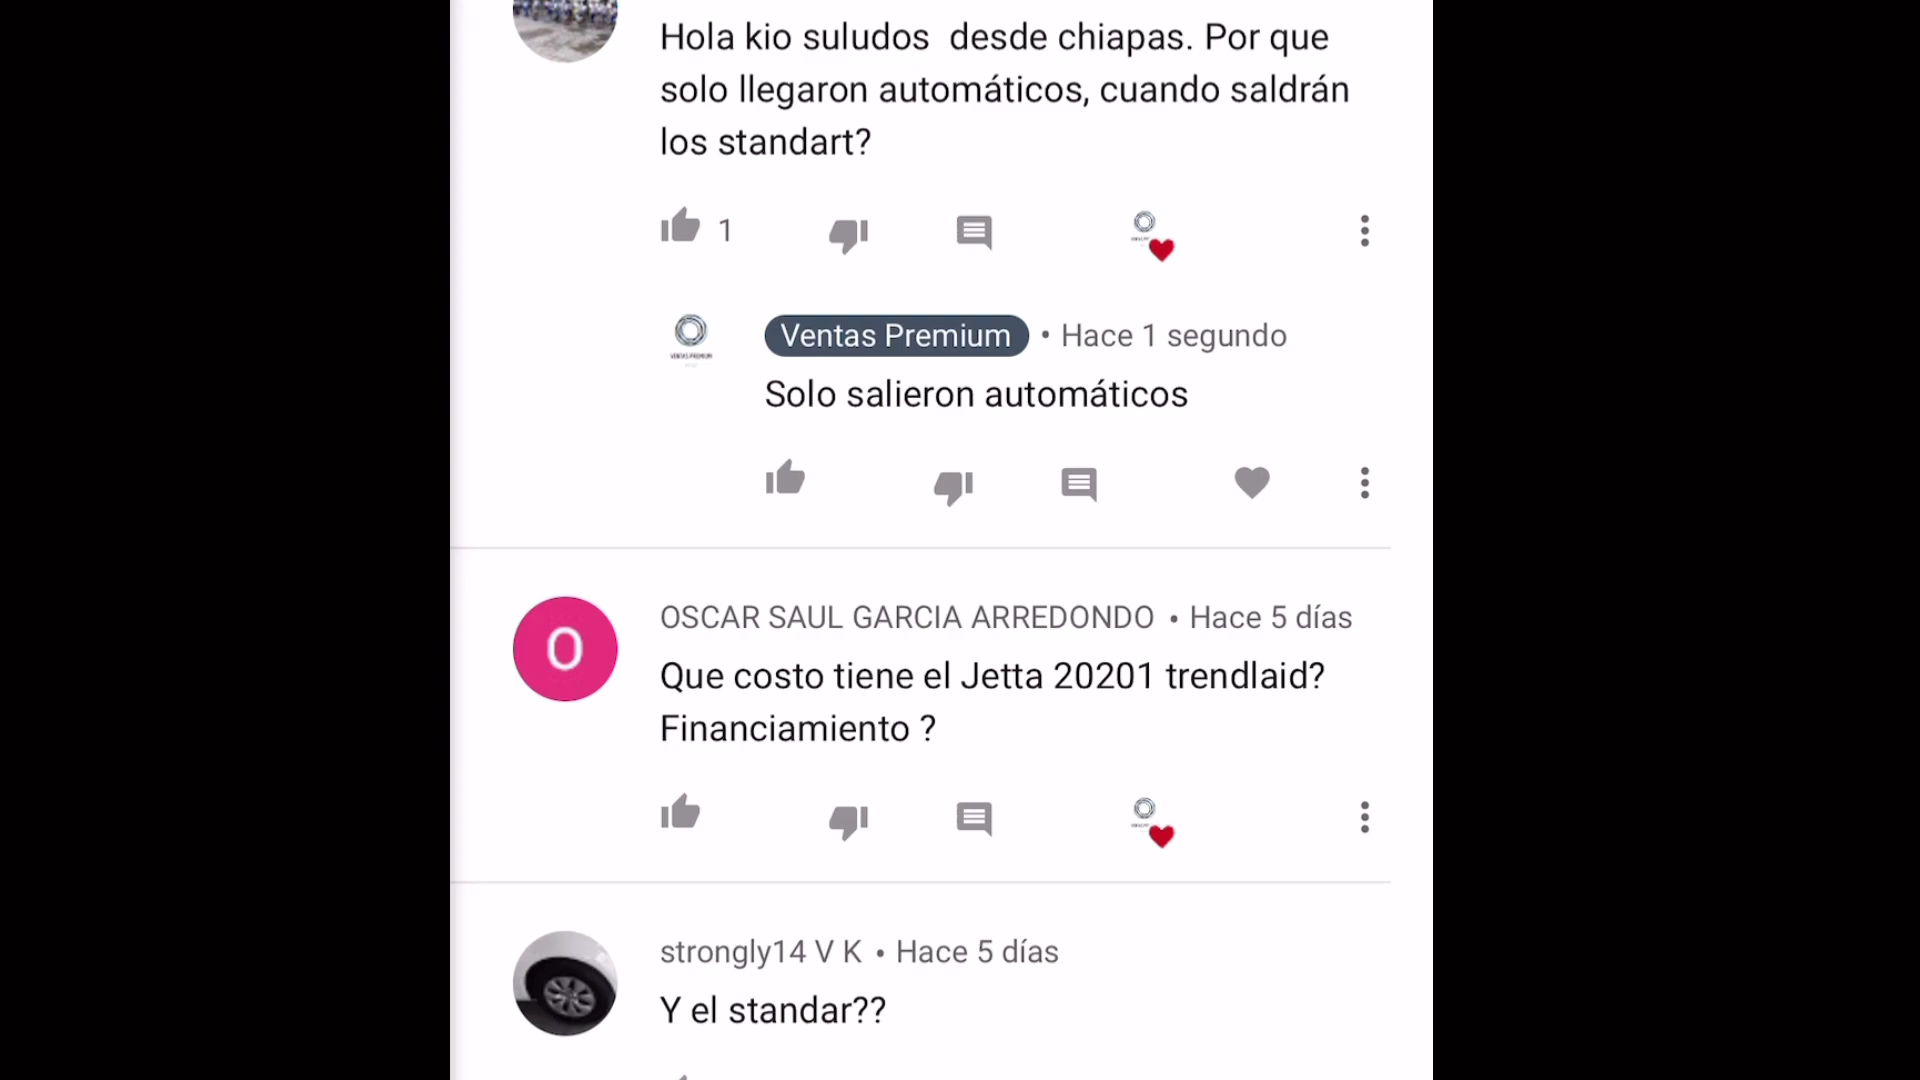 Hola kio suludos  desde chiapas. Por que
solo llegaron automáticos, cuando saldrán
los standart?
1
VENTAS PREMIUM
Ventas Premium • Hace 1 segundo
Solo salieron automáticos
O
OSCAR SAUL GARCIA ARREDONDO • Hace 5 días
Que costo tiene el Jetta 20201 trendlaid?
Financiamiento ?
strongly14 V K • Hace 5 días
Y el standar??